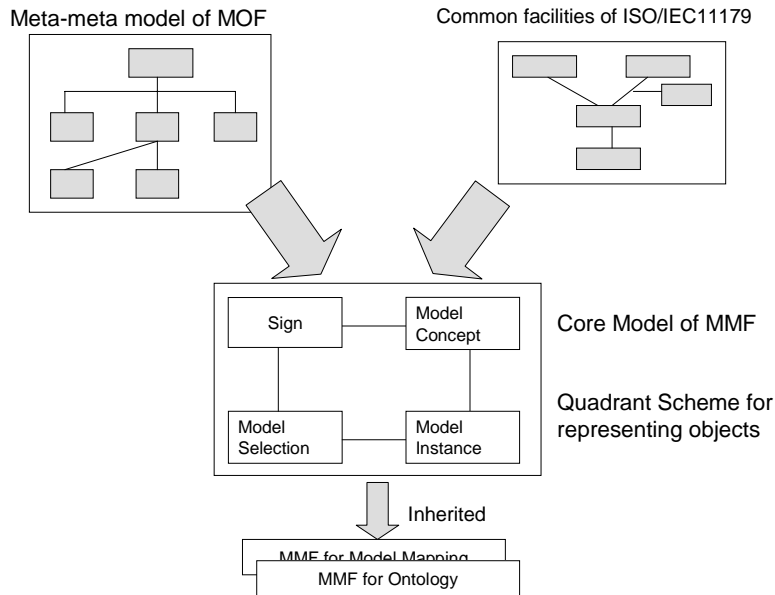 Meta-meta model of MOF
Common facilities of ISO/IEC11179
Sign
Model
Concept
Core Model of MMF
Model
Selection
Model
Instance
Quadrant Scheme for
representing objects
Inherited
MMF for Model Mapping
MMF for Ontology